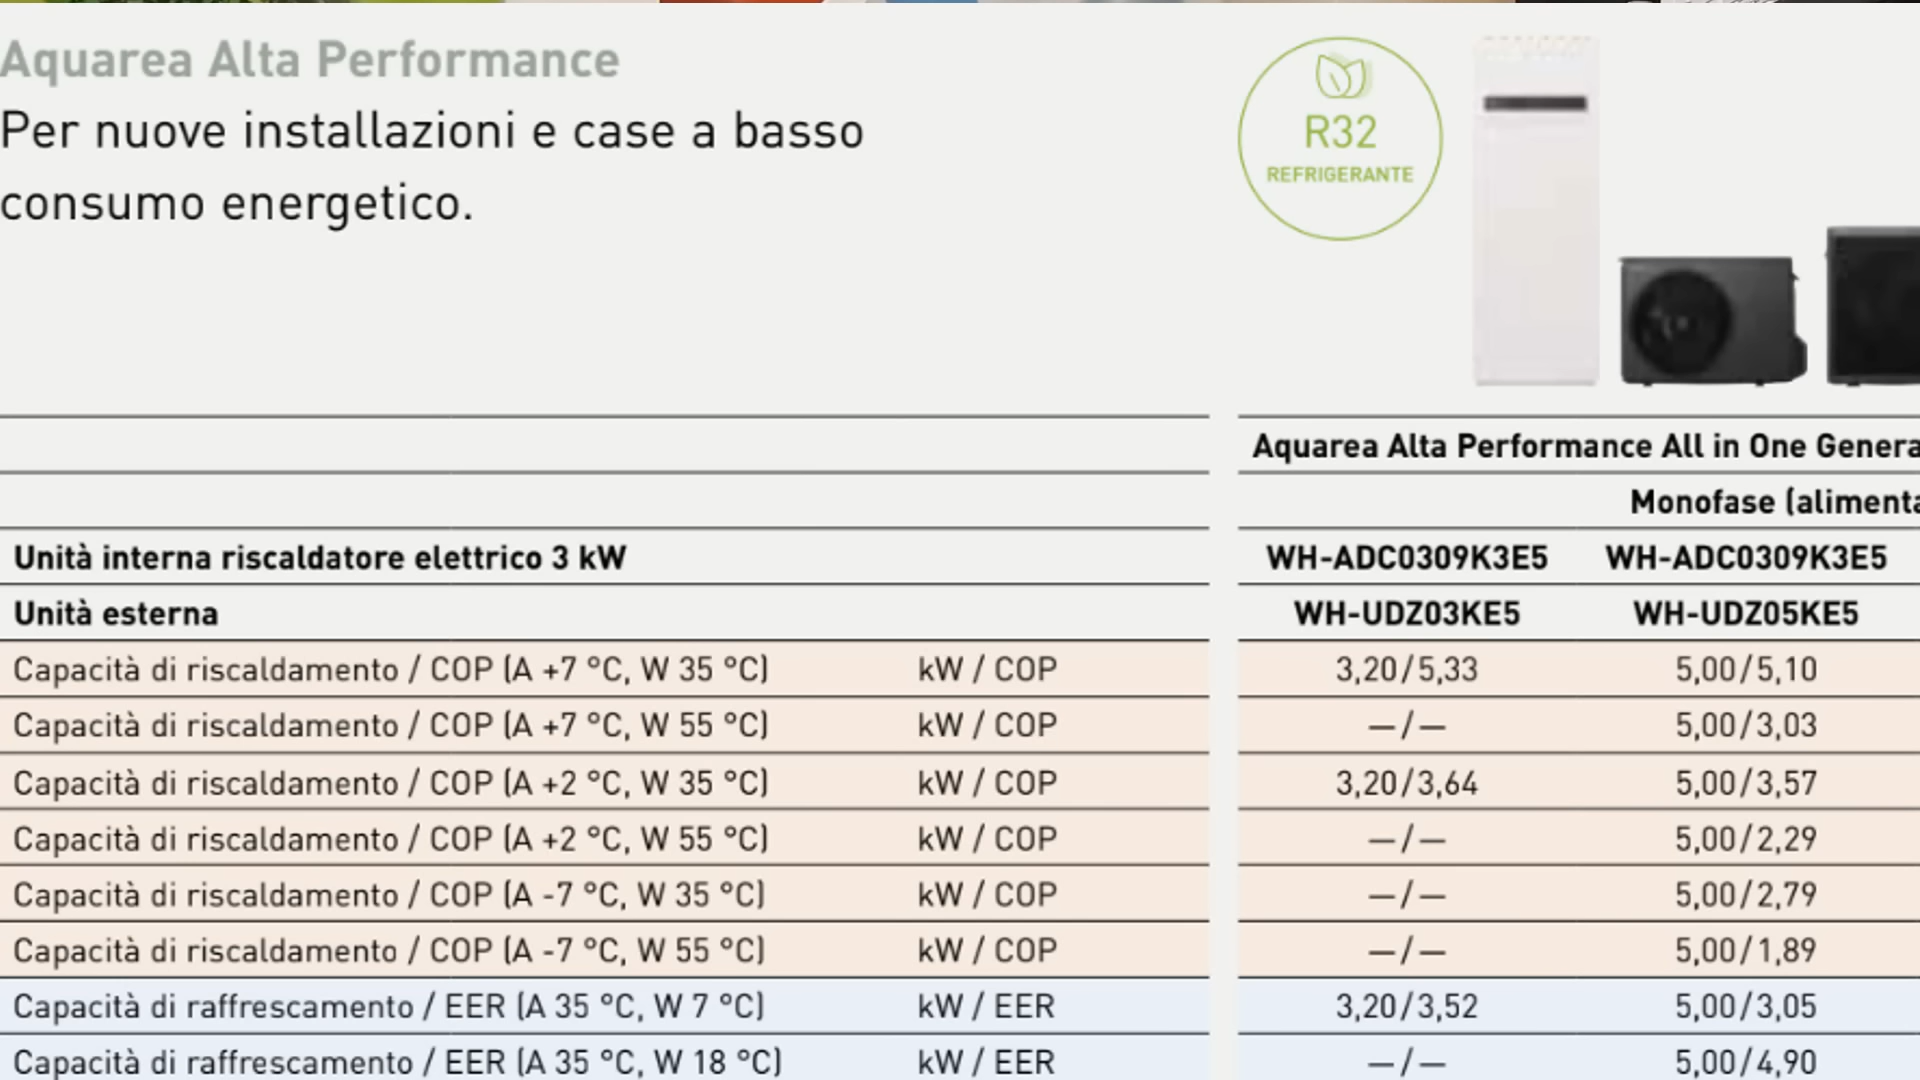 Aquarea Alta Performance
Per nuove installazioni e case a basso
consumo energetico.
R32
REFRIGERANTE
Aquarea Alta Performance All in One Genera
Monofase (alimenta
Unità interna riscaldatore elettrico 3 kW WH-ADC0309K3E5 WH-ADC0309K3E5
Unità esterna WH-UDZ03KE5 WH-UDZ05KE5
Capacità di riscaldamento / COP (A +7 °C, W 35 °C) kW / COP 3,20/5,33 5,00/5,10
Capacità di riscaldamento / COP (A +7 °C, W 55 °C) kW / COP —/— 5,00/3,03
Capacità di riscaldamento / COP (A +2 °C, W 35 °C) kW / COP 3,20/3,64 5,00/3,57
Capacità di riscaldamento / COP (A +2 °C, W 55 °C) kW / COP —/— 5,00/2,29
Capacità di riscaldamento / COP (A -7 °C, W 35 °C) kW / COP —/— 5,00/2,79
Capacità di riscaldamento / COP (A -7 °C, W 55 °C) kW / COP —/— 5,00/1,89
Capacità di raffrescamento / EER (A 35 °C, W 7 °C) kW / EER 3,20/3,52 5,00/3,05
Capacità di raffrescamento / EER (A 35 °C, W 18 °C) kW / EER —/— 5,00/4,90